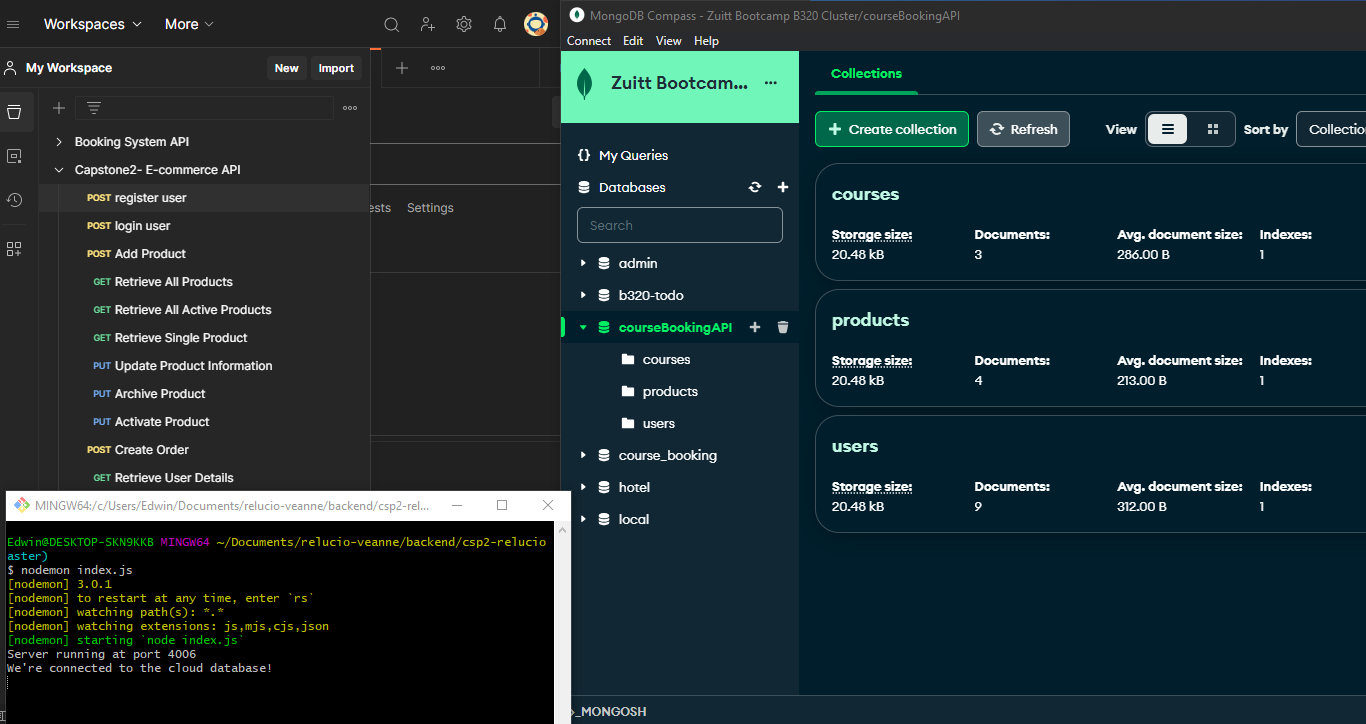 Workspaces
More
My Workspace
New
Import
Booking System API
Capstone2- E-commerce API
POST register user
POST login user
POST Add Product
GET Retrieve All Products
GET Retrieve All Active Products
GET Retrieve Single Product
PUT Update Product Information
PUT Archive Product
PUT Activate Product
POST Create Order
GET Retrieve User Details
ests
Settings
MongoDB Compass - Zuitt Bootcamp B320 Cluster/courseBookingAPI
Connect Edit View Help
Zuitt Bootcam...
{} My Queries
Databases
Search
admin
b320-todo
courseBookingAPI
courses
products
users
course_booking
hotel
local
Collections
Create collection
Refresh
View
Sort by
Collectio
courses
Storage size: Documents: Avg. document size: Indexes:
20.48 kB 3 286.00 B 1
products
Storage size: Documents: Avg. document size: Indexes:
20.48 kB 4 213.00 B 1
users
Storage size: Documents: Avg. document size: Indexes:
20.48 kB 9 312.00 B 1
>_MONGOSH
MINGW64:/c/Users/Edwin/Documents/relucio-veanne/backend/csp2-rel...
Edwin@DESKTOP-SKN9KKB MINGW64 ~/Documents/relucio-veanne/backend/csp2-relucio
aster)
$ nodemon index.js
[nodemon] 3.0.1
[nodemon] to restart at any time, enter `rs`
[nodemon] watching path(s): *.*
[nodemon] watching extensions: js,mjs,cjs,json
[nodemon] starting `node index.js`
Server running at port 4006
We're connected to the cloud database!